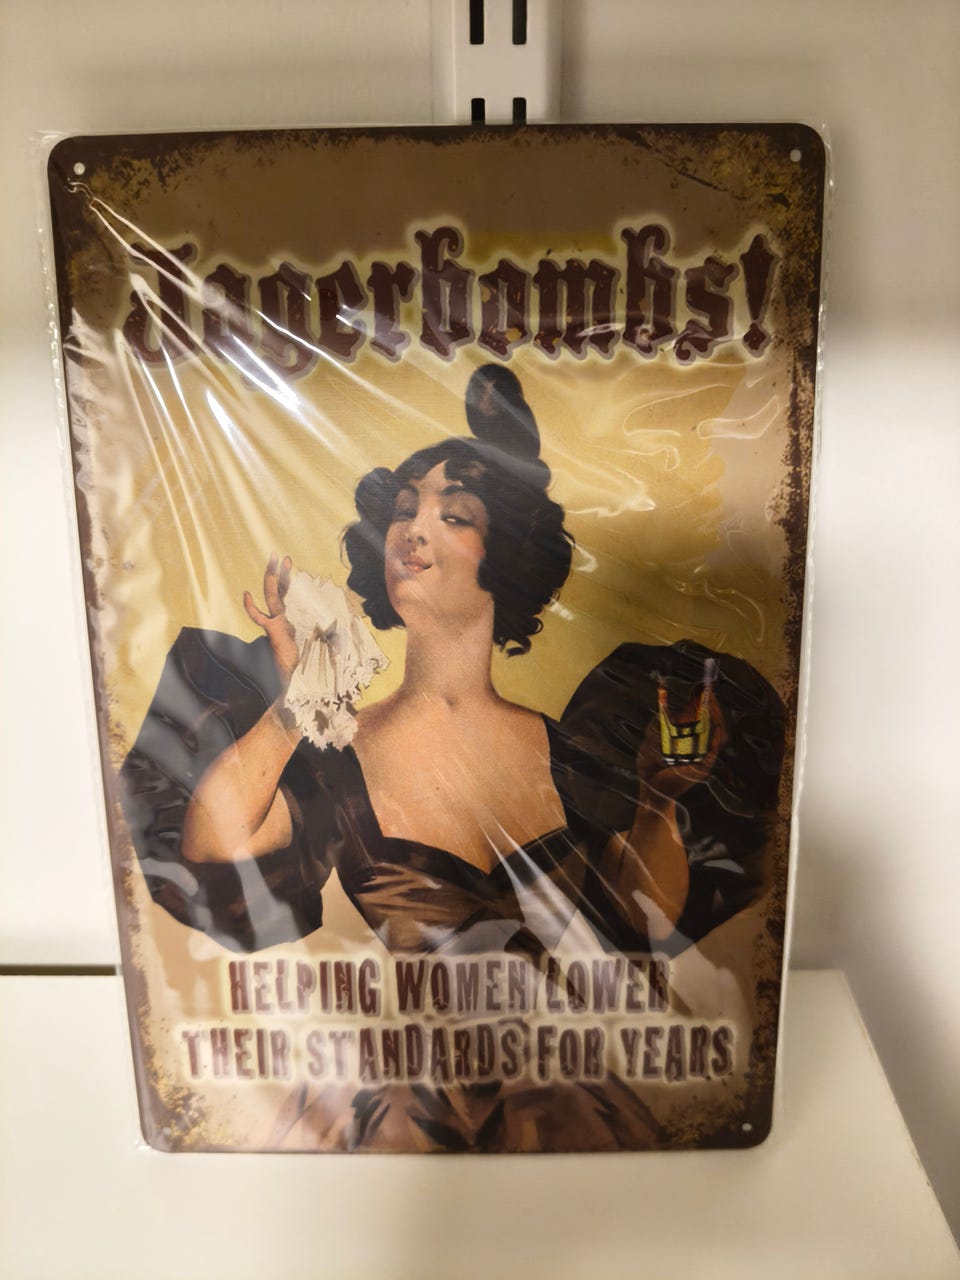 Jagerbombs!
HELPING WOMEN LOWER
THEIR STANDARDS FOR YEARS